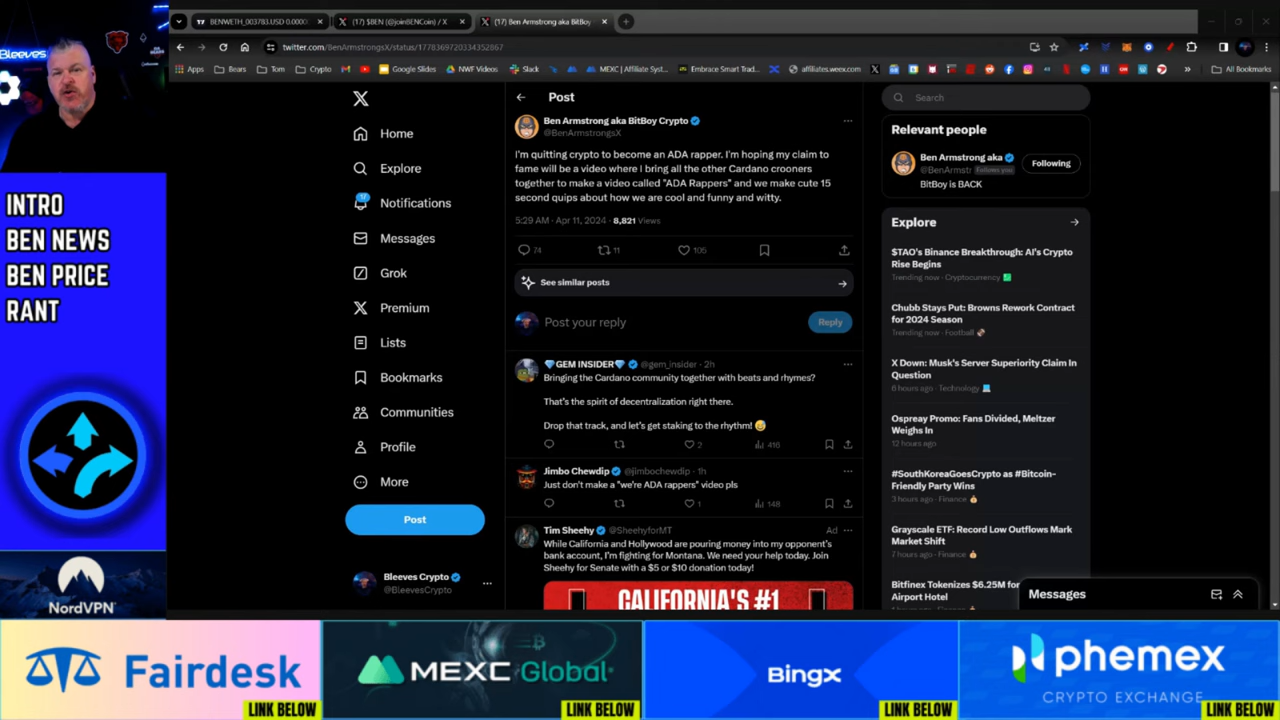 BENWETH_003783.USD 0.0000
(17) $BEN (@joinBENCoin) / X
(17) Ben Armstrong aka BitBoy
twitter.com/BenArmstrongsX/status/1778369720334352867
Apps
Bears
Tom
Crypto
Google Slides
NWF Videos
Slack
MEXC | Affiliate Syst...
Embrace Smart Trad...
affiliates.weex.com
All Bookmarks
Bleeves
INTRO
BEN NEWS
BEN PRICE
RANT
NordVPN
Home
Explore
Notifications
Messages
Grok
Premium
Lists
Bookmarks
Communities
Profile
More
Post
Bleeves Crypto
@BleevesCrypto
Post
Ben Armstrong aka BitBoy Crypto
@BenArmstrongsX
I'm quitting crypto to become an ADA rapper. I'm hoping my claim to
fame will be a video where I bring all the other Cardano crooners
together to make a video called "ADA Rappers" and we make cute 15
second quips about how we are cool and funny and witty.
5:29 AM · Apr 11, 2024 · 8,821 Views
74
11
105
See similar posts
Post your reply
Reply
GEM INSIDER @gem_insider · 2h
Bringing the Cardano community together with beats and rhymes?
That's the spirit of decentralization right there.
Drop that track, and let's get staking to the rhythm!
2
416
Jimbo Chewdip @jimbochewdip · 1h
Just don't make a "we're ADA rappers" video pls
1
148
Tim Sheehy @SheehyforMT
Ad
While California and Hollywood are pouring money into my opponent's
bank account, I'm fighting for Montana. We need your help today. Join
Sheehy for Senate with a $5 or $10 donation today!
CALIFORNIA'S #1
Search
Relevant people
Ben Armstrong aka
@BenArmstr
Follows you
Following
BitBoy is BACK
Explore
$TAO's Binance Breakthrough: AI's Crypto
Rise Begins
Trending now · Cryptocurrency
Chubb Stays Put: Browns Rework Contract
for 2024 Season
Trending now · Football
X Down: Musk's Server Superiority Claim In
Question
6 hours ago · Technology
Ospreay Promo: Fans Divided, Meltzer
Weighs In
12 hours ago
#SouthKoreaGoesCrypto as #Bitcoin-
Friendly Party Wins
3 hours ago · Finance
Grayscale ETF: Record Low Outflows Mark
Market Shift
7 hours ago · Finance
Bitfinex Tokenizes $6.25M for
Airport Hotel
Messages
Fairdesk
LINK BELOW
MEXC Global
LINK BELOW
BingX
LINK BELOW
phemex
CRYPTO EXCHANGE
LINK BELOW